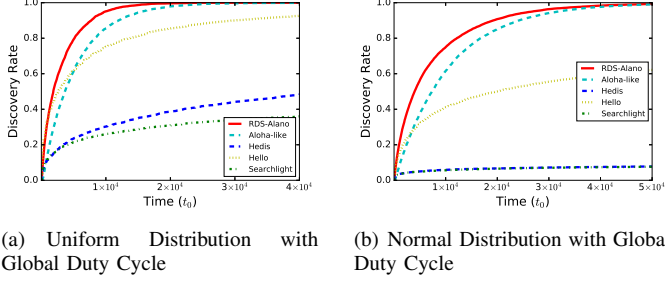 1.0
0.8
0.6
0.4
0.2
0.0
Discovery Rate
RDS-Alano
Aloha-like
Hedis
Hello
Searchlight
1×10⁴ 2×10⁴ 3×10⁴ 4×10⁴
Time (t₀)
(a) Uniform Distribution with
Global Duty Cycle
1.0
0.8
0.6
0.4
0.2
0.0
Discovery Rate
RDS-Alano
Aloha-like
Hedis
Hello
Searchlight
1×10⁴ 2×10⁴ 3×10⁴ 4×10⁴ 5×10⁴
Time (t₀)
(b) Normal Distribution with Globa
Duty Cycle